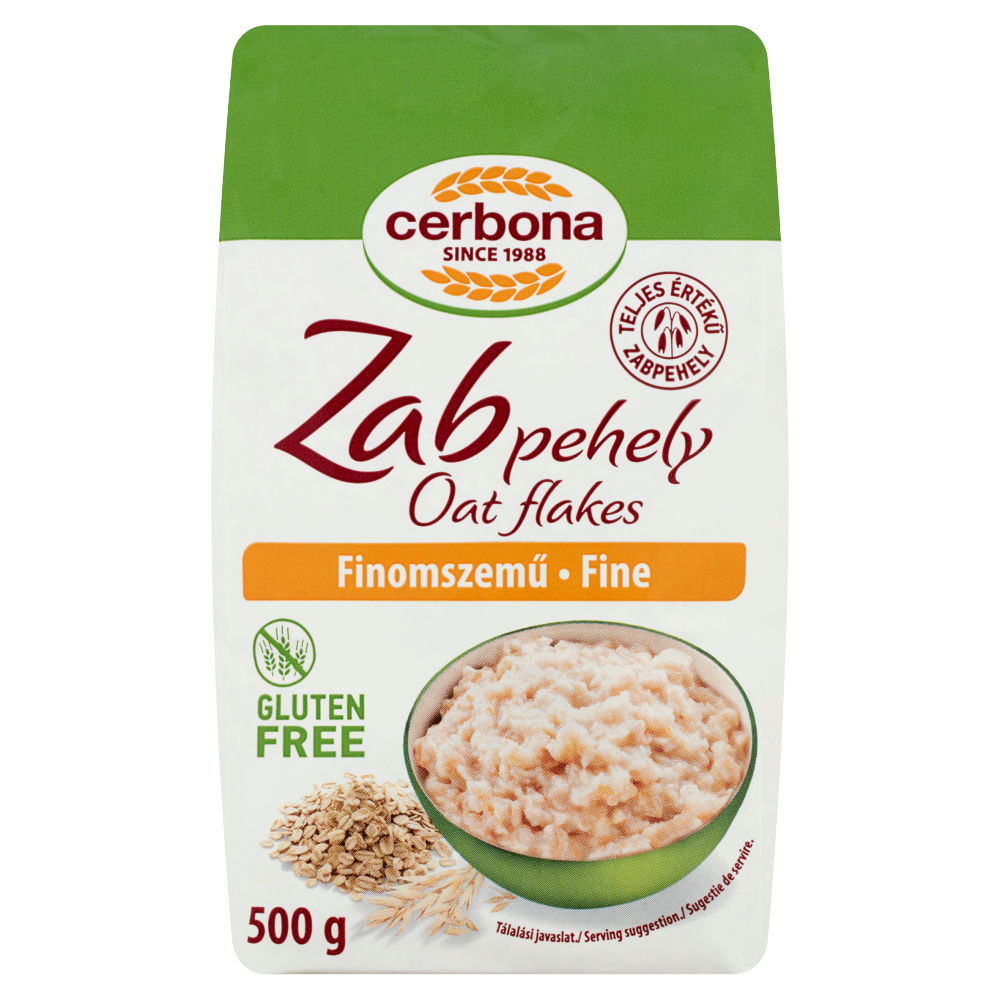 cerbona
SINCE 1988
TELJES ÉRTÉKŰ
ZABPEHELY
Zabpehely
Oat flakes
Finomszemű • Fine
GLUTEN
FREE
500 g
Tálalási javaslat./ Serving suggestion./ Sugestie de servire.